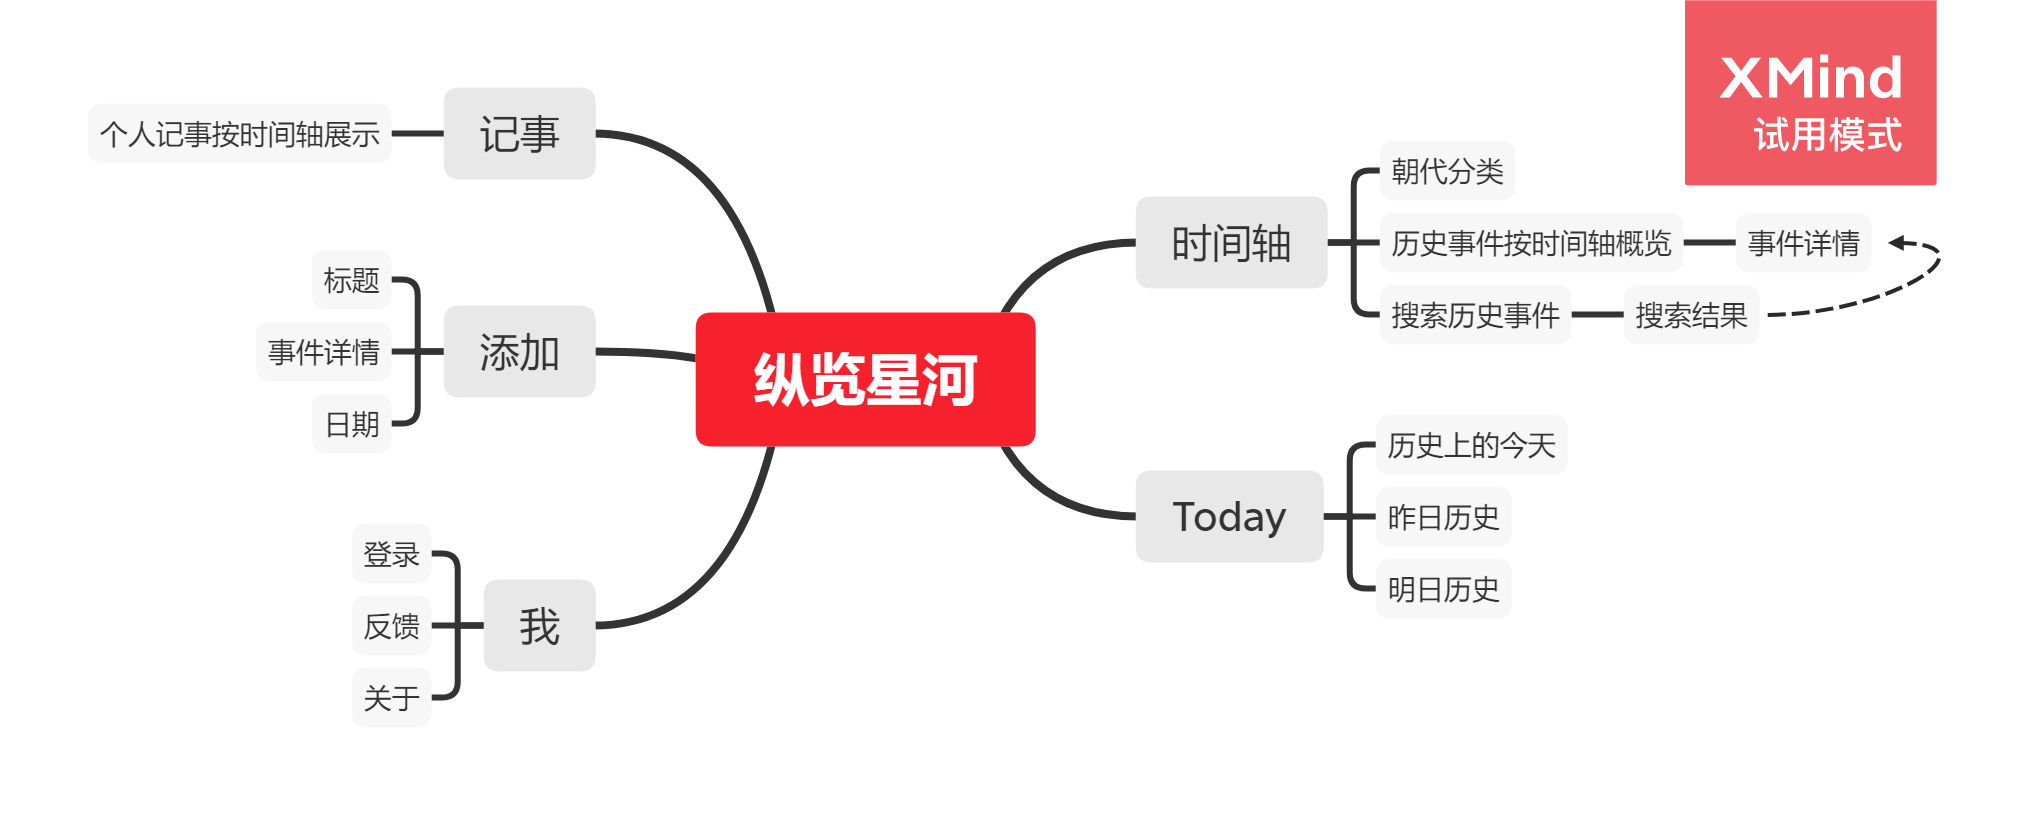 XMind
试用模式
纵览星河
时间轴
朝代分类
历史事件按时间轴概览
事件详情
搜索历史事件
搜索结果
Today
历史上的今天
昨日历史
明日历史
记事
个人记事按时间轴展示
添加
标题
事件详情
日期
我
登录
反馈
关于